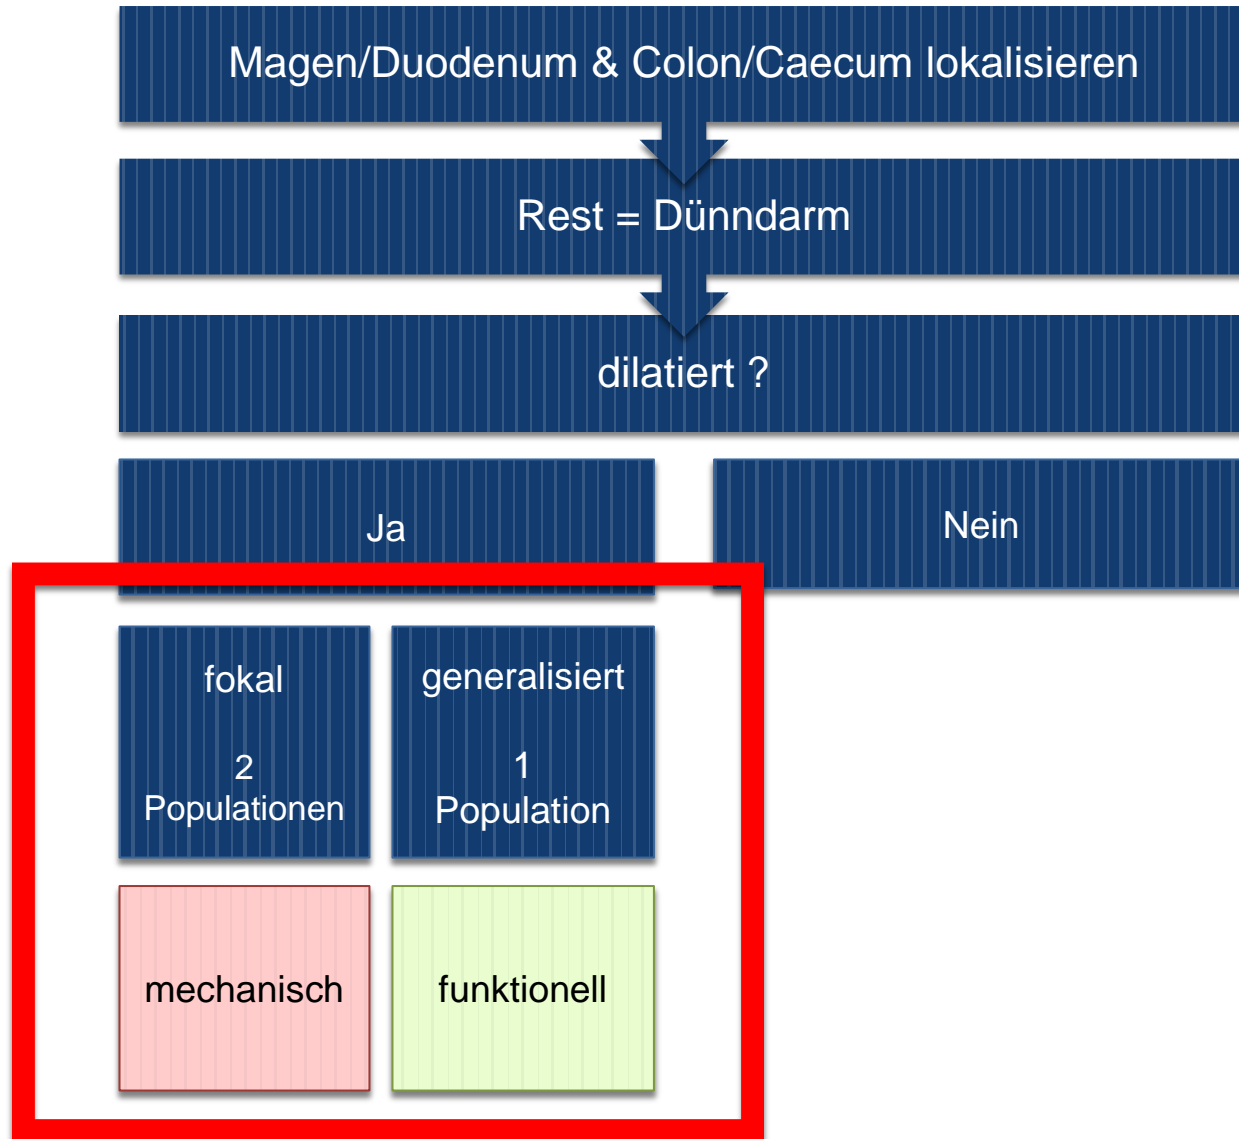 Magen/Duodenum & Colon/Caecum lokalisieren
Rest = Dünndarm
dilatiert ?
Ja
Nein
fokal
2
Populationen
generalisiert
1
Population
mechanisch
funktionell